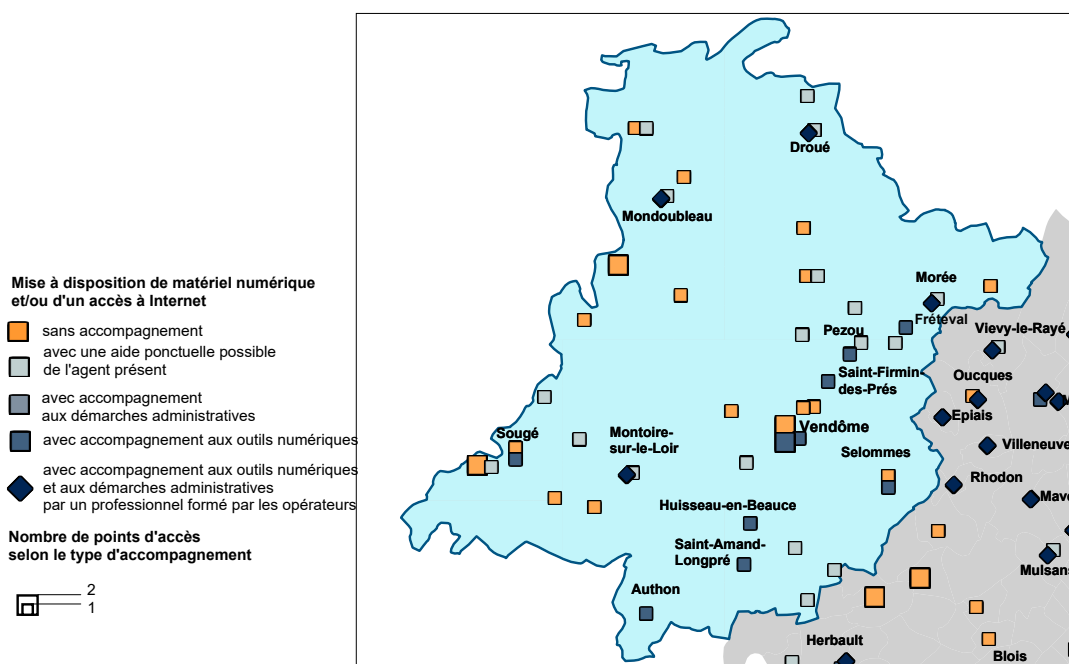 Mise à disposition de matériel numérique
et/ou d'un accès à Internet
sans accompagnement
avec une aide ponctuelle possible
de l'agent présent
avec accompagnement
aux démarches administratives
avec accompagnement aux outils numériques
avec accompagnement aux outils numériques
et aux démarches administratives
par un professionnel formé par les opérateurs
Nombre de points d'accès
selon le type d'accompagnement
2
1
Droué
Mondoubleau
Morée
Fréteval
Vievy-le-Rayé
Pezou
Saint-Firmin-
des-Prés
Oucques
Epiais
Vendôme
Sougé
Montoire-
sur-le-Loir
Villeneuve
Selommes
Rhodon
Huisseau-en-Beauce
Saint-Amand-
Longpré
Authon
Herbault
Blois